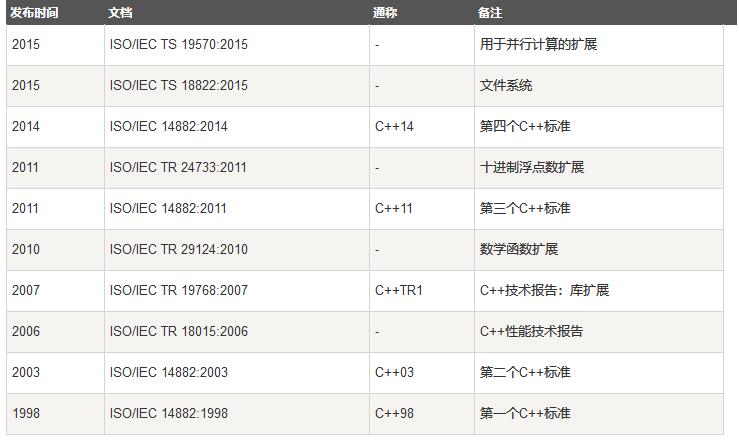 发布时间 文档 通称 备注
2015 ISO/IEC TS 19570:2015 - 用于并行计算的扩展
2015 ISO/IEC TS 18822:2015 - 文件系统
2014 ISO/IEC 14882:2014 C++14 第四个C++标准
2011 ISO/IEC TR 24733:2011 - 十进制浮点数扩展
2011 ISO/IEC 14882:2011 C++11 第三个C++标准
2010 ISO/IEC TR 29124:2010 - 数学函数扩展
2007 ISO/IEC TR 19768:2007 C++TR1 C++技术报告：库扩展
2006 ISO/IEC TR 18015:2006 - C++性能技术报告
2003 ISO/IEC 14882:2003 C++03 第二个C++标准
1998 ISO/IEC 14882:1998 C++98 第一个C++标准